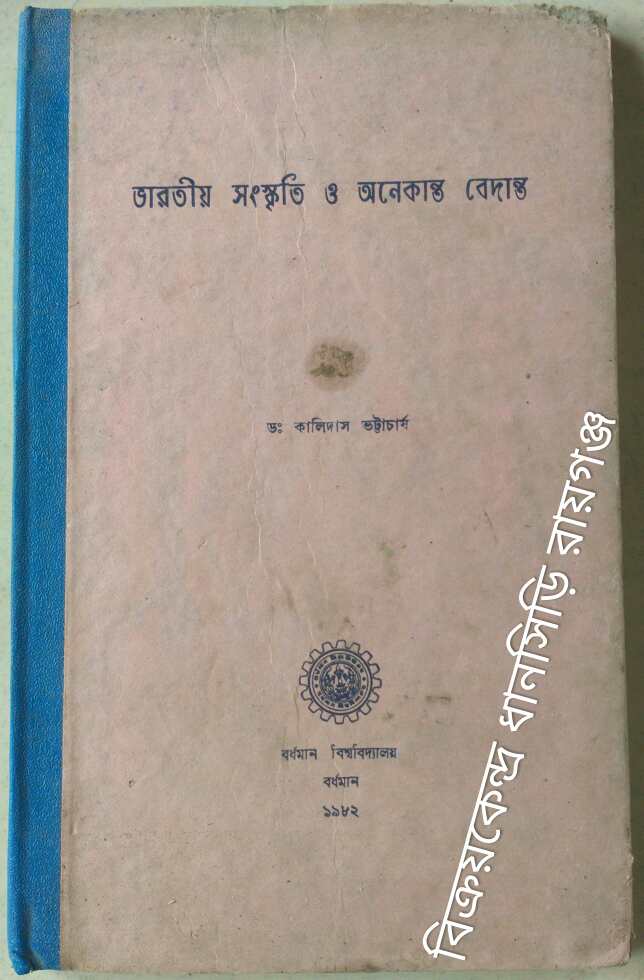 ভারতীয় সংস্কৃতি ও অনেকান্ত বেদান্ত
ডঃ কালিদাস ভট্টাচার্য
বর্ধমান বিশ্ববিদ্যালয়
বর্ধমান
১৯৮২
বিক্রয়কেন্দ্র ধানসিড়ি রায়গঞ্জ